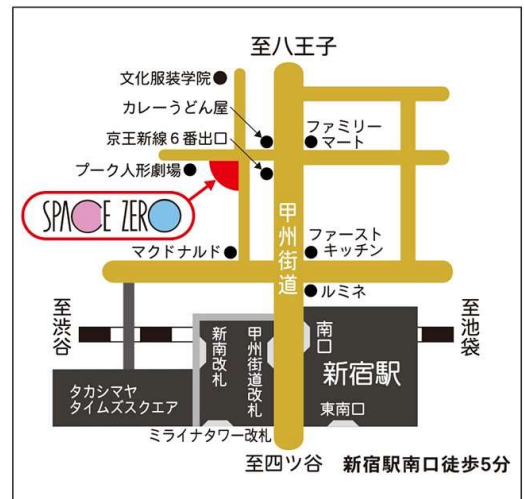 至八王子
文化服装学院
カレーうどん屋
京王新線6番出口
ファミリー
マート
プーク人形劇場
SPACE ZERO
甲州街道
マクドナルド
ファースト
キッチン
ルミネ
至渋谷
至池袋
新南改札
甲州街道改札
南口
新宿駅
タカシマヤ
タイムズスクエア
東南口
ミライナタワー改札
至四ツ谷
新宿駅南口徒歩5分